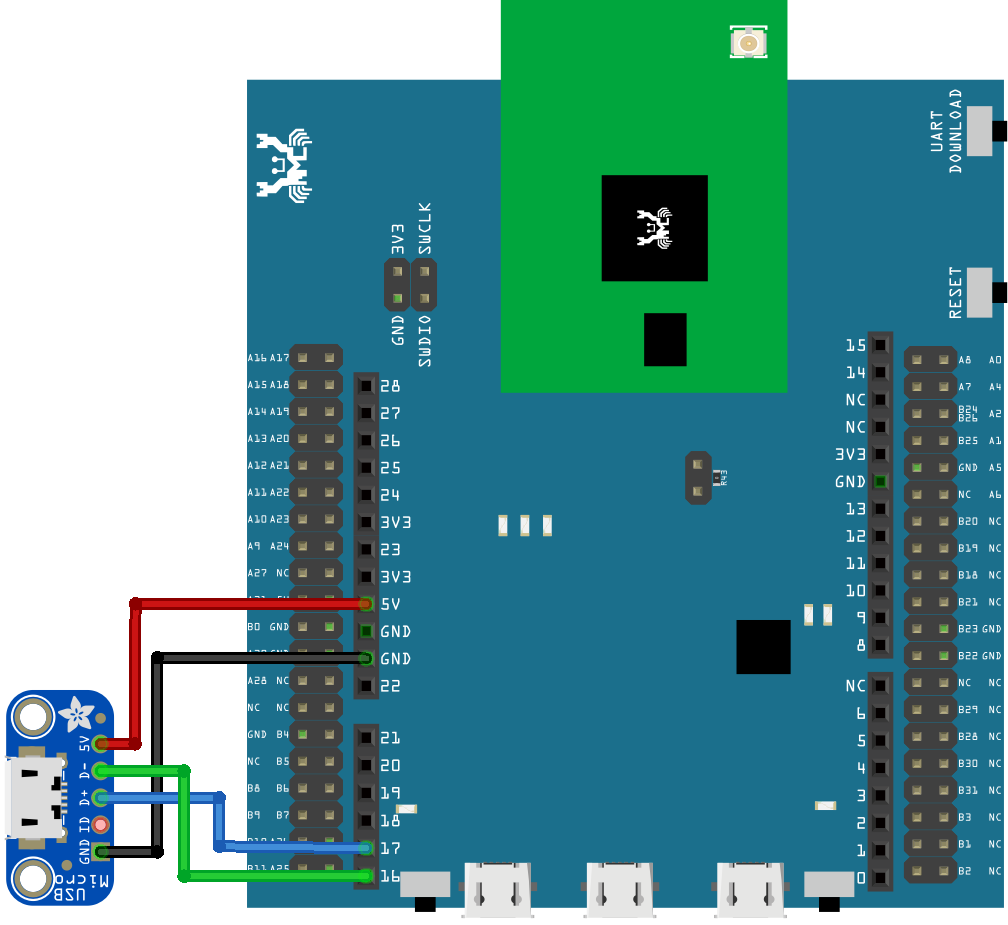 UART
DOWNLOAD
RESET
3V3
SWCLK
GND
SWDIO
A16 A17
A15 A18
A14 A19
A13 A20
A12 A21
A11 A22
A10 A23
A9 A24
A27 NC
B0 GND
A28 NC
NC NC
GND B4
NC B5
B8 B6
B9 B7
B11 A25
28
27
26
25
24
3V3
23
3V3
5V
GND
GND
22
21
20
19
18
17
16
R43
15
14
NC
NC
3V3
GND
13
12
11
10
9
8
NC
6
5
4
3
2
1
0
A8 A0
A7 A4
B24
B26 A2
B25 A1
GND A5
NC A6
B20 NC
B19 NC
B18 NC
B21 NC
B23 GND
B22 GND
NC NC
B29 NC
B28 NC
B30 NC
B31 NC
B3 NC
B1 NC
B2 NC
5V
D-
D+
ID
GND
Micro
USB